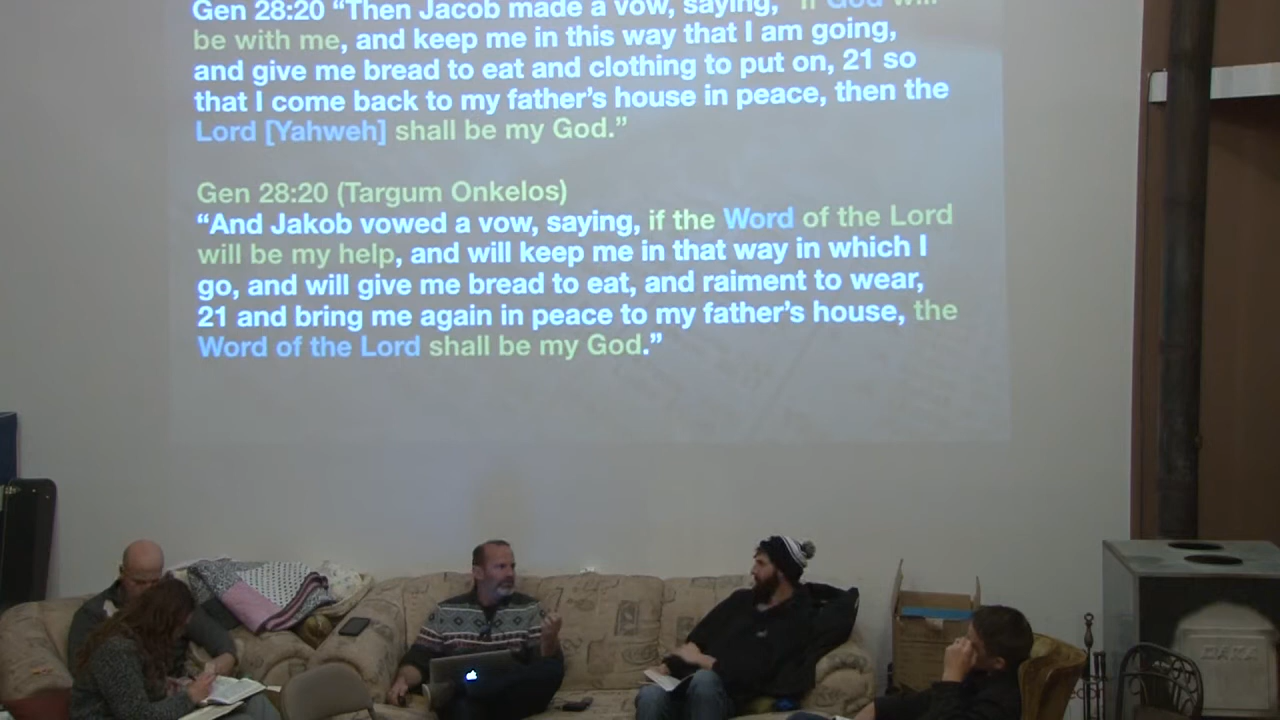 Gen 28:20 “Then Jacob made a vow, saying, “If God will
be with me, and keep me in this way that I am going,
and give me bread to eat and clothing to put on, 21 so
that I come back to my father’s house in peace, then the
Lord [Yahweh] shall be my God.”
Gen 28:20 (Targum Onkelos)
“And Jakob vowed a vow, saying, if the Word of the Lord
will be my help, and will keep me in that way in which I
go, and will give me bread to eat, and raiment to wear,
21 and bring me again in peace to my father’s house, the
Word of the Lord shall be my God.”